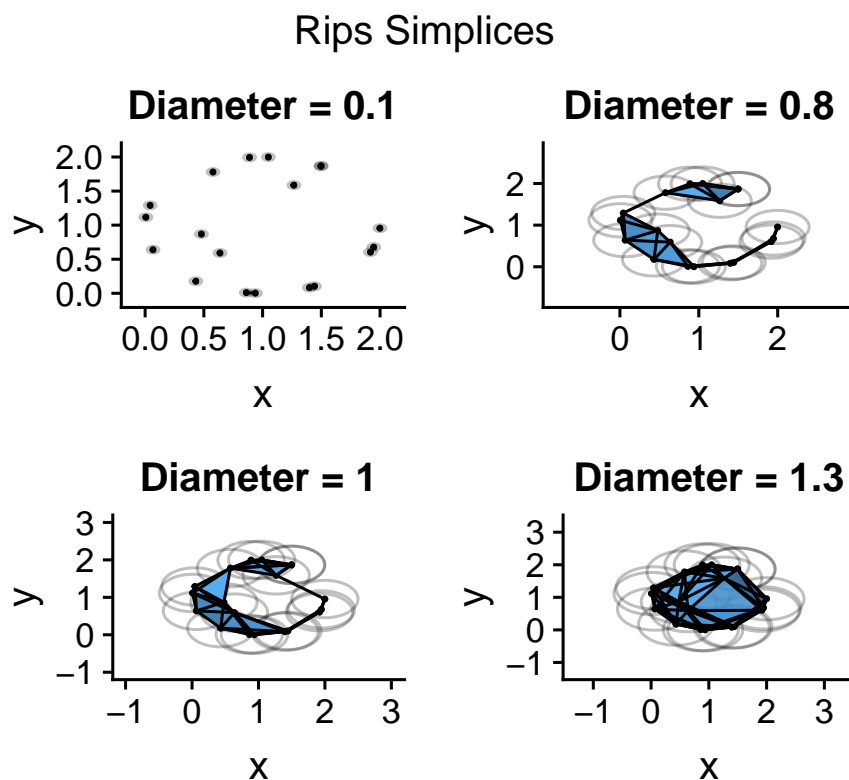 Rips Simplices
Diameter = 0.1
Diameter = 0.8
2.0
1.5
1.0
0.5
0.0
y
0.0 0.5 1.0 1.5 2.0
x
2
1
0
y
0 1 2
x
Diameter = 1
Diameter = 1.3
3
2
1
0
−1
y
−1 0 1 2 3
x
3
2
1
0
−1
y
−1 0 1 2 3
x